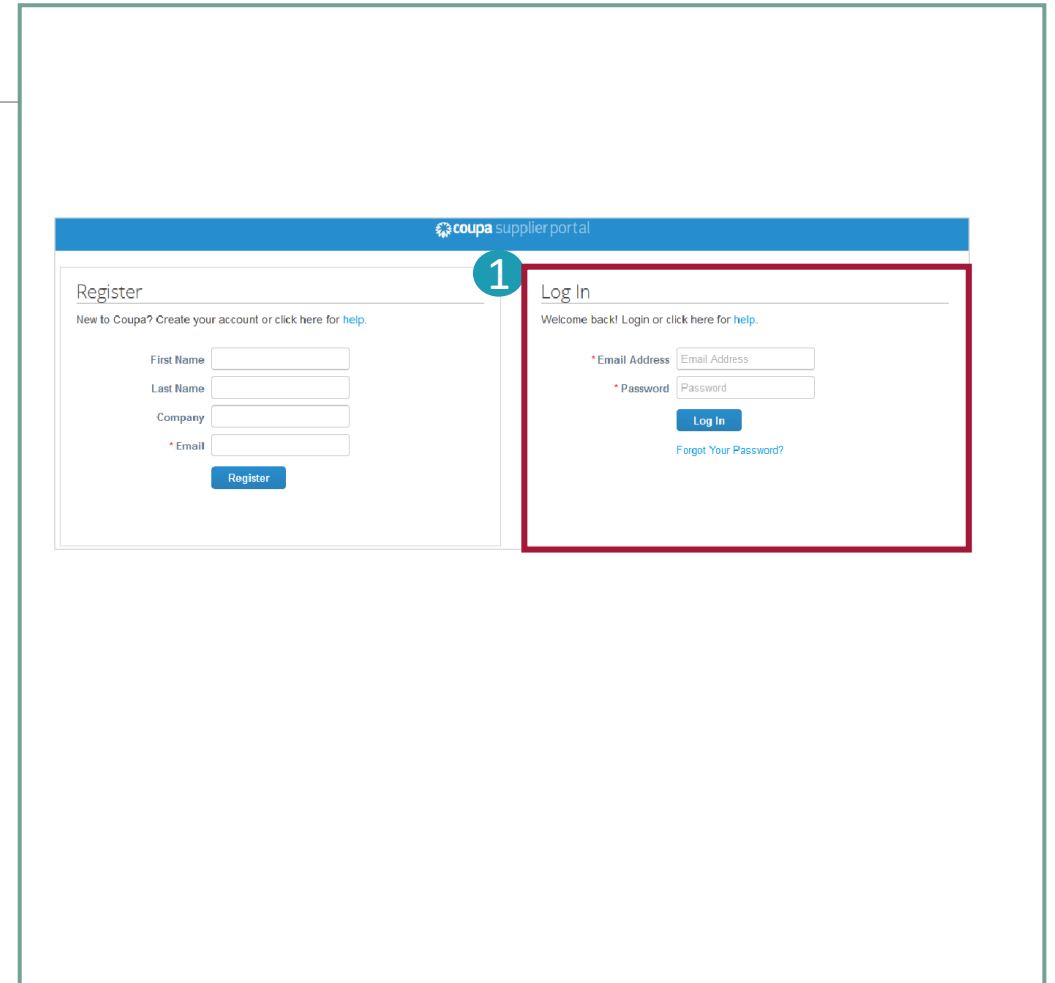 coupa supplier portal
1
Register
New to Coupa? Create your account or click here for help.
First Name
Last Name
Company
* Email
Register
Log In
Welcome back! Login or click here for help.
* Email Address Email Address
* Password Password
Log In
Forgot Your Password?